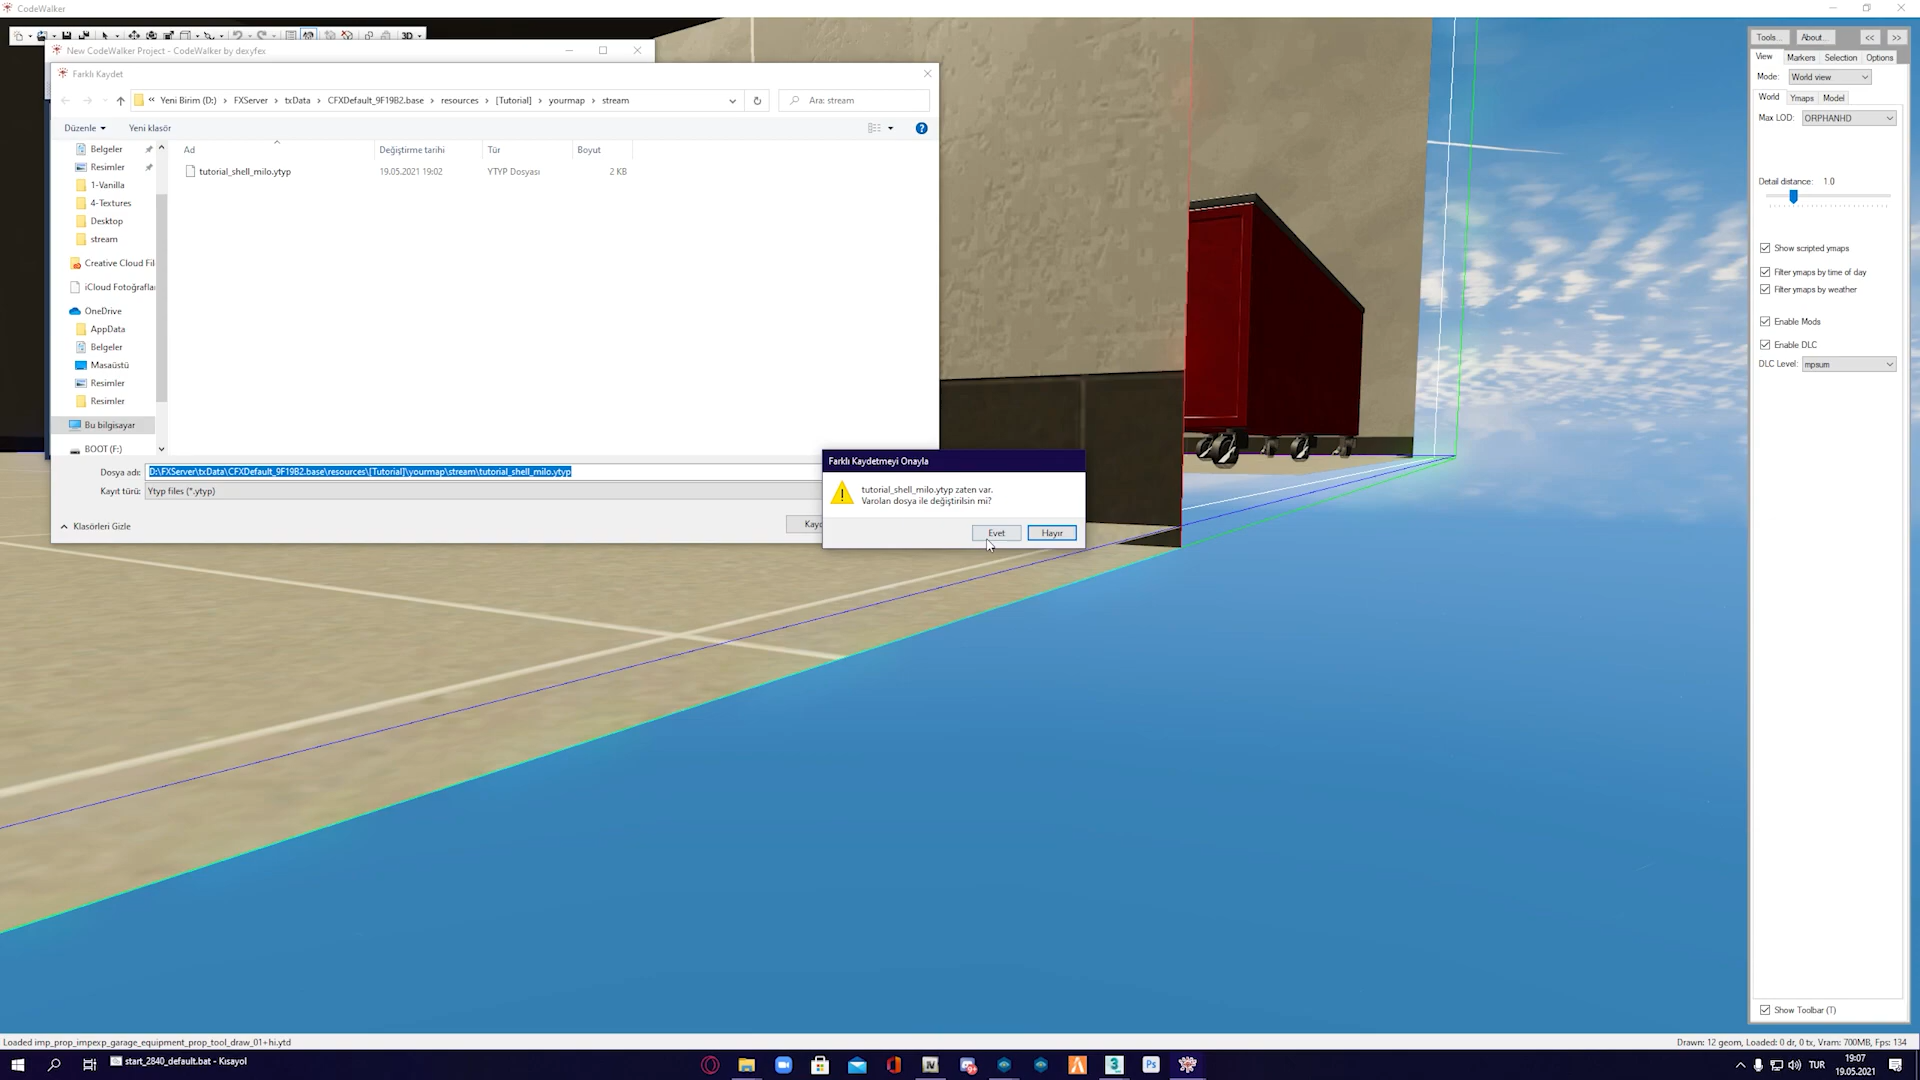 CodeWalker
3D
New CodeWalker Project - CodeWalker by dexyfex
Farklı Kaydet
« Yeni Birim (D:) › FXServer › txData › CFXDefault_9F19B2.base › resources › [Tutorial] › yourmap › stream
Ara: stream
Düzenle
Yeni klasör
Ad
Değiştirme tarihi
Tür
Boyut
tutorial_shell_milo.ytyp
19.05.2021 19:02
YTYP Dosyası
2 KB
Belgeler
Resimler
1-Vanilla
4-Textures
Desktop
stream
Creative Cloud Fil
iCloud Fotoğrafla
OneDrive
AppData
Belgeler
Masaüstü
Resimler
Resimler
Bu bilgisayar
BOOT (F:)
Dosya adı:
D:\FXServer\txData\CFXDefault_9F19B2.base\resources\[Tutorial]\yourmap\stream\tutorial_shell_milo.ytyp
Kayıt türü:
Ytyp files (*.ytyp)
Klasörleri Gizle
Kayd
Farklı Kaydetmeyi Onayla
tutorial_shell_milo.ytyp zaten var.
Varolan dosya ile değiştirilsin mi?
Evet
Hayır
Tools...
About...
<<
>>
View
Markers
Selection
Options
Mode:
World view
World
Ymaps
Model
Max LOD:
ORPHANHD
Detail distance: 1.0
Show scripted ymaps
Filter ymaps by time of day
Filter ymaps by weather
Enable Mods
Enable DLC
DLC Level:
mpsum
Show Toolbar (T)
Loaded imp_prop_impexp_garage_equipment_prop_tool_draw_01+hi.ytd
Drawn: 12 geom, Loaded: 0 dr, 0 tx, Vram: 700MB, Fps: 134
start_2840_default.bat - Kısayol
TUR
19:07
19.05.2021